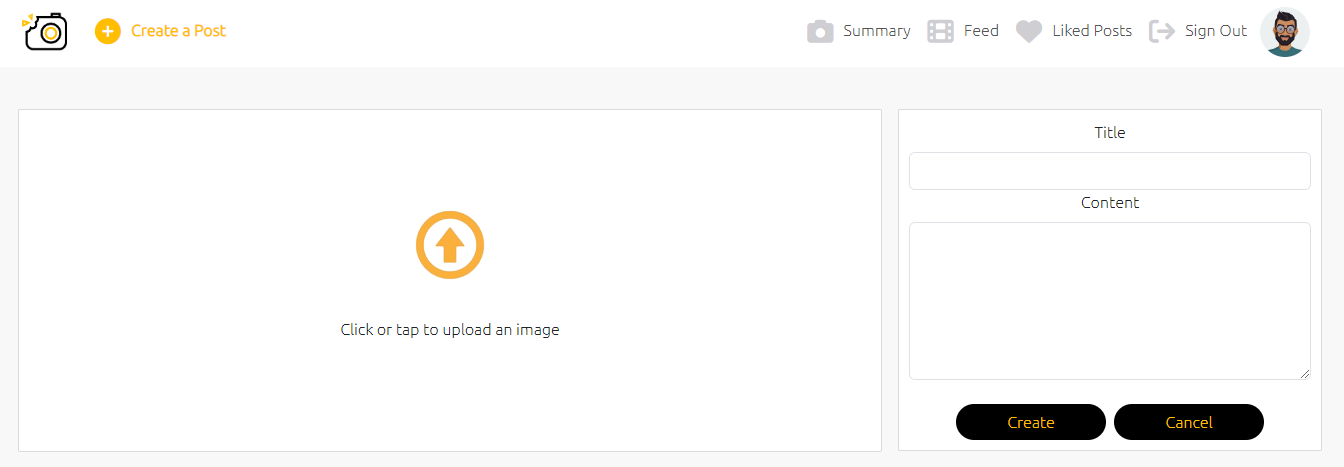 Create a Post
Summary
Feed
Liked Posts
Sign Out
Click or tap to upload an image
Title
Content
Create
Cancel